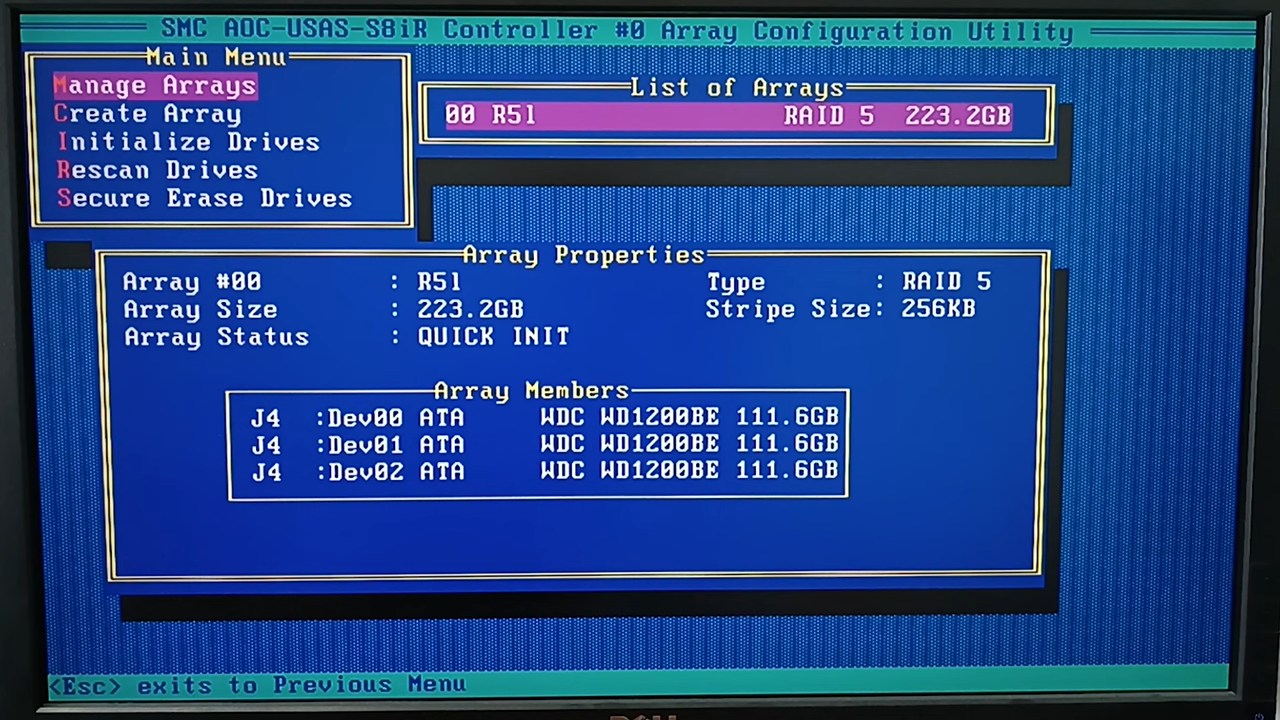 SMC AOC-USAS-S8iR Controller #0 Array Configuration Utility
Main Menu
Manage Arrays
Create Array
Initialize Drives
Rescan Drives
Secure Erase Drives
List of Arrays
00 R51 RAID 5 223.2GB
Array Properties
Array #00 : R51 Type : RAID 5
Array Size : 223.2GB Stripe Size: 256KB
Array Status : QUICK INIT
Array Members
J4 :Dev00 ATA WDC WD1200BE 111.6GB
J4 :Dev01 ATA WDC WD1200BE 111.6GB
J4 :Dev02 ATA WDC WD1200BE 111.6GB
<Esc> exits to Previous Menu